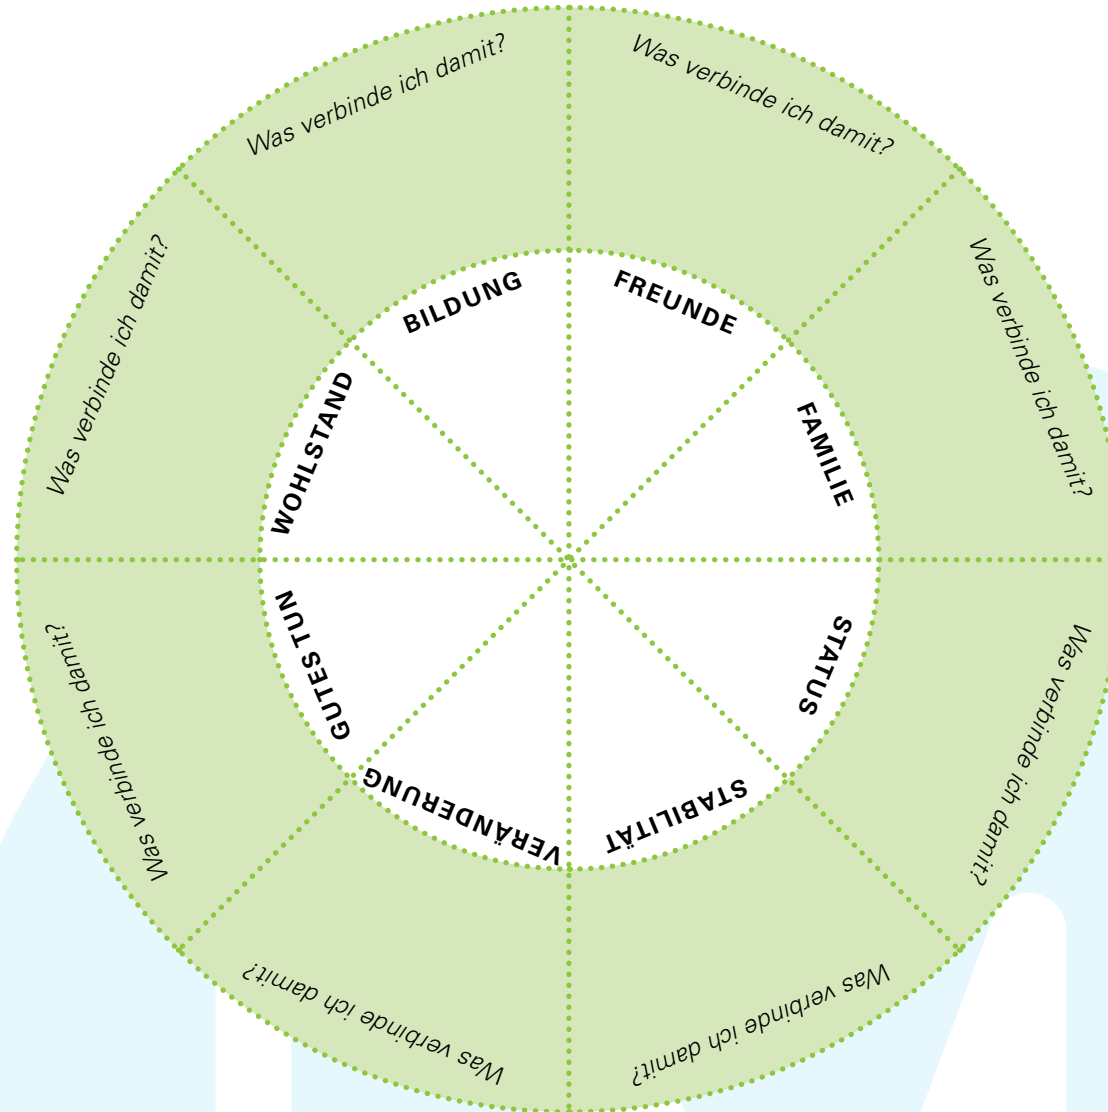 Was verbinde ich damit?
FREUNDE
Was verbinde ich damit?
FAMILIE
Was verbinde ich damit?
STATUS
Was verbinde ich damit?
STABILITÄT
Was verbinde ich damit?
VERÄNDERUNG
Was verbinde ich damit?
GUTES TUN
Was verbinde ich damit?
WOHLSTAND
Was verbinde ich damit?
BILDUNG